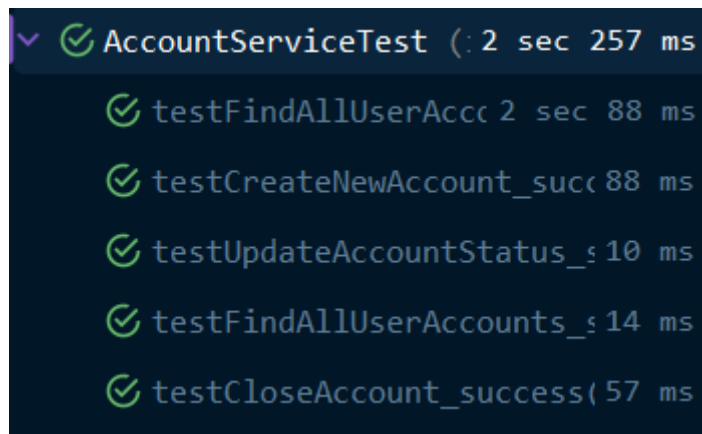 AccountServiceTest (: 2 sec 257 ms
testFindAllUserAcc 2 sec 88 ms
testCreateNewAccount_succ 88 ms
testUpdateAccountStatus_s 10 ms
testFindAllUserAccounts_s 14 ms
testCloseAccount_success( 57 ms